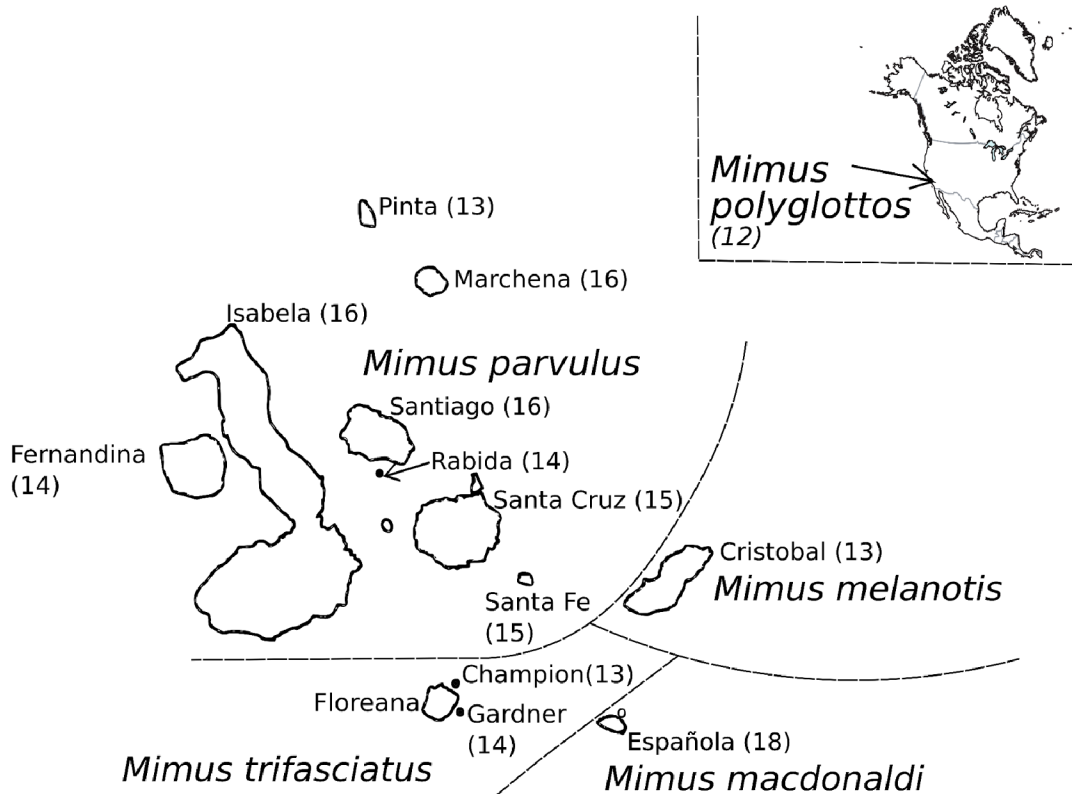 Mimus
polyglottos
(12)
Pinta (13)
Marchena (16)
Isabela (16)
Mimus parvulus
Santiago (16)
Fernandina
(14)
Rabida (14)
Santa Cruz (15)
Cristobal (13)
Mimus melanotis
Santa Fe
(15)
Champion(13)
Floreana
Gardner
(14)
Española (18)
Mimus trifasciatus
Mimus macdonaldi